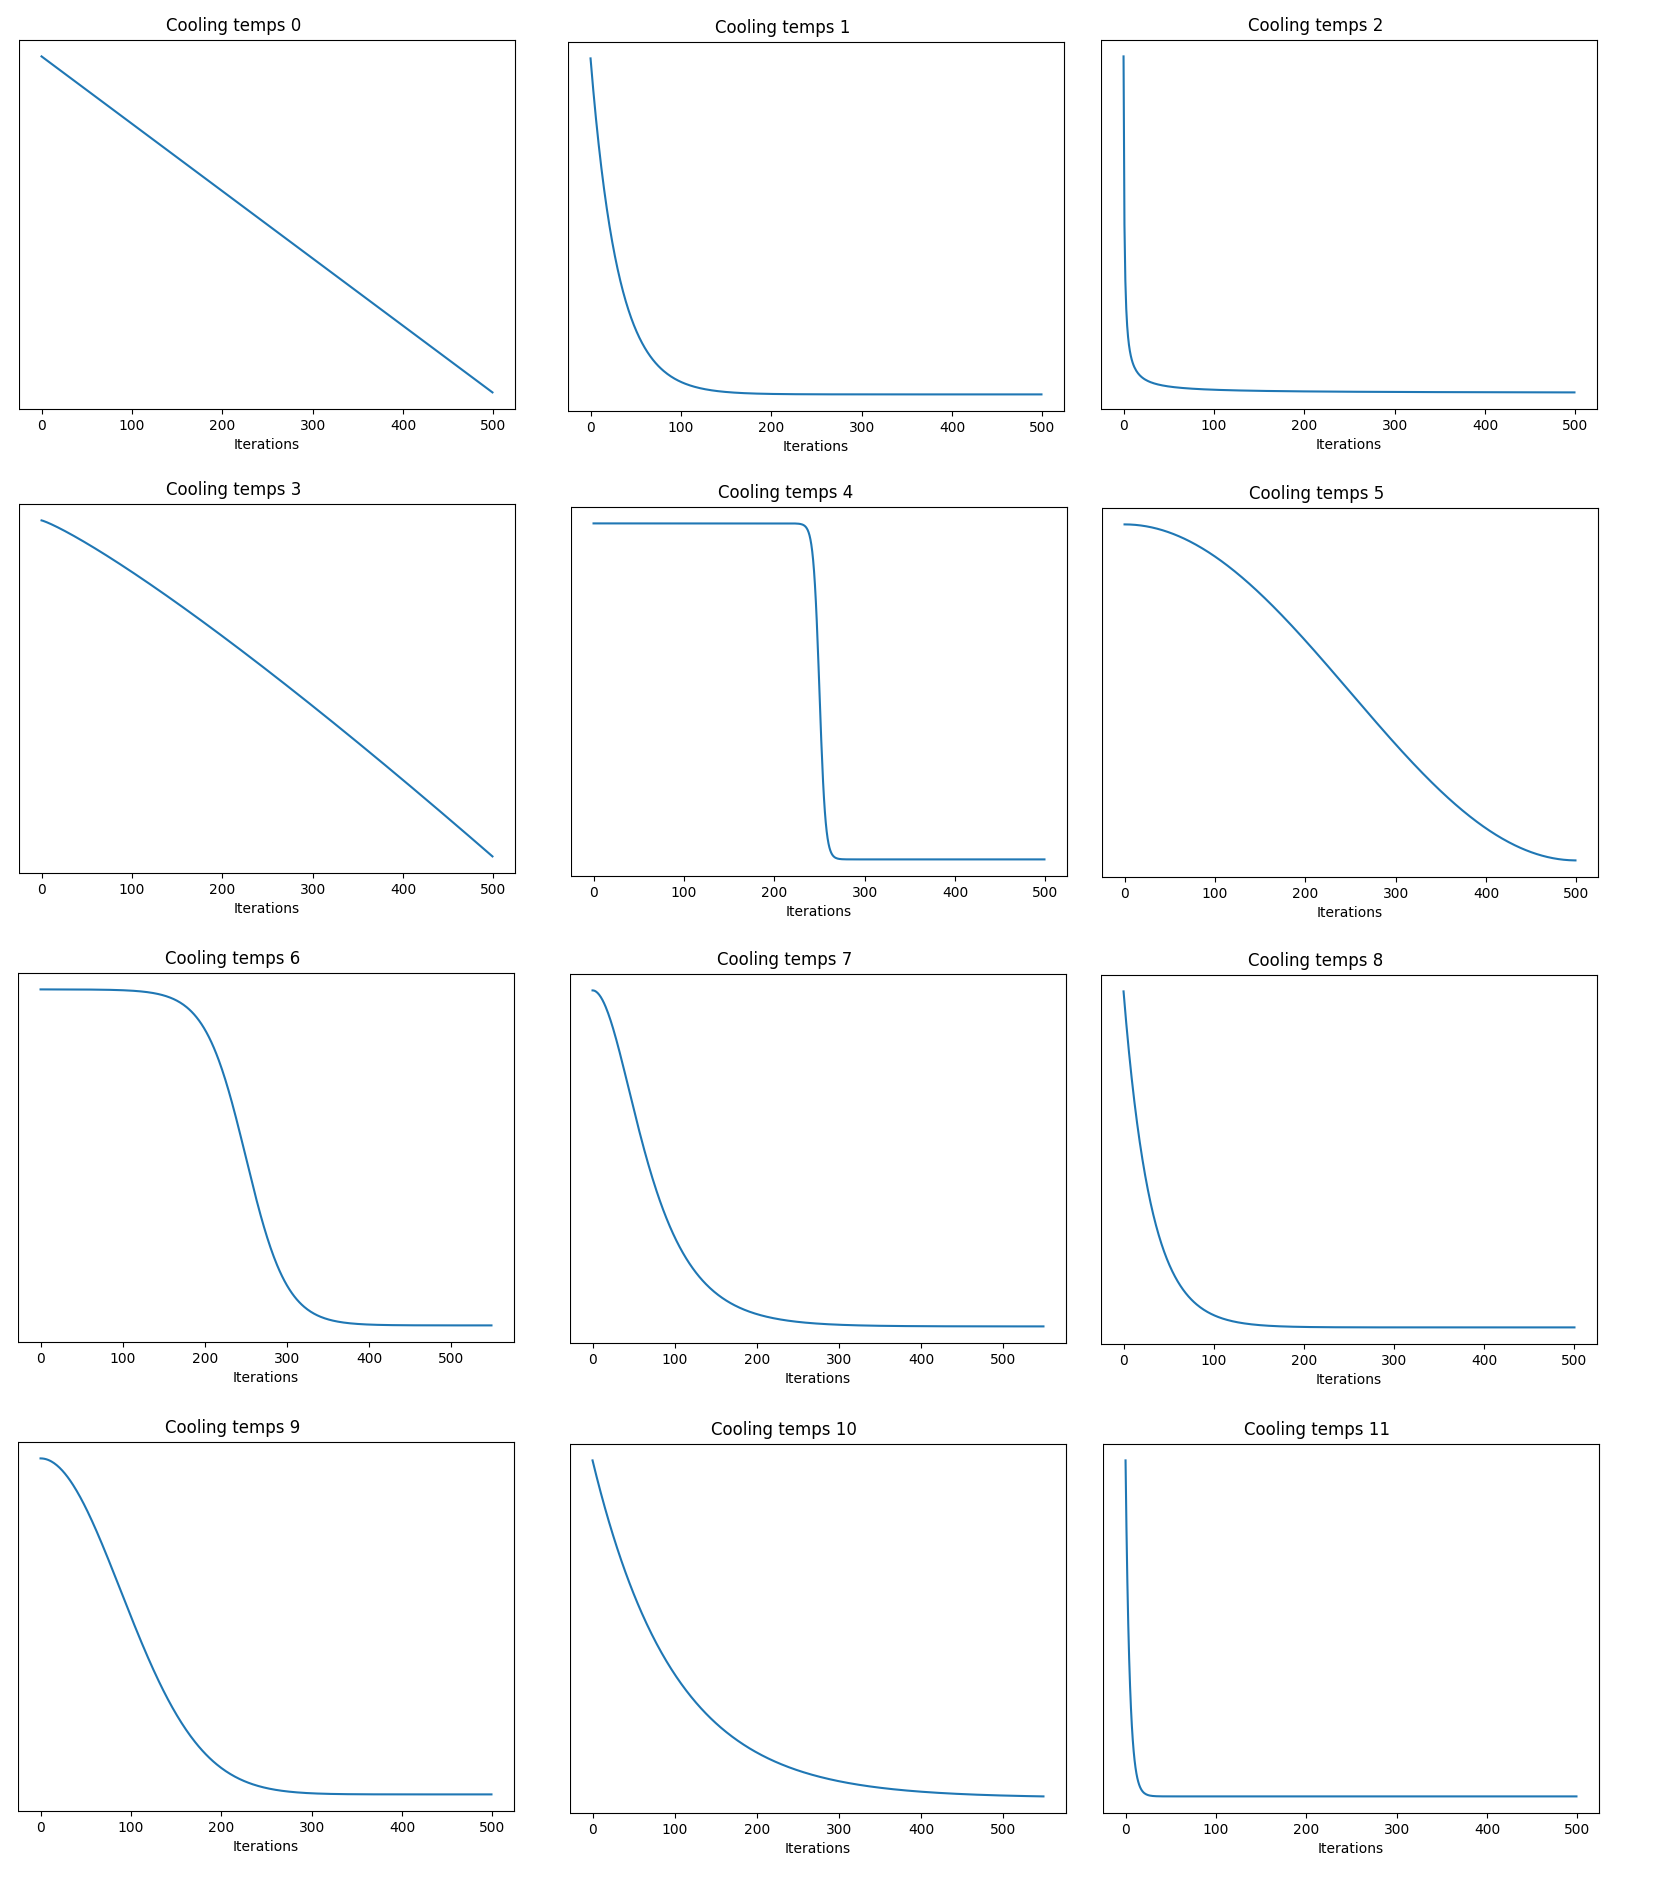 Cooling temps 0
0 100 200 300 400 500
Iterations
Cooling temps 1
0 100 200 300 400 500
Iterations
Cooling temps 2
0 100 200 300 400 500
Iterations
Cooling temps 3
0 100 200 300 400 500
Iterations
Cooling temps 4
0 100 200 300 400 500
Iterations
Cooling temps 5
0 100 200 300 400 500
Iterations
Cooling temps 6
0 100 200 300 400 500
Iterations
Cooling temps 7
0 100 200 300 400 500
Iterations
Cooling temps 8
0 100 200 300 400 500
Iterations
Cooling temps 9
0 100 200 300 400 500
Iterations
Cooling temps 10
0 100 200 300 400 500
Iterations
Cooling temps 11
0 100 200 300 400 500
Iterations